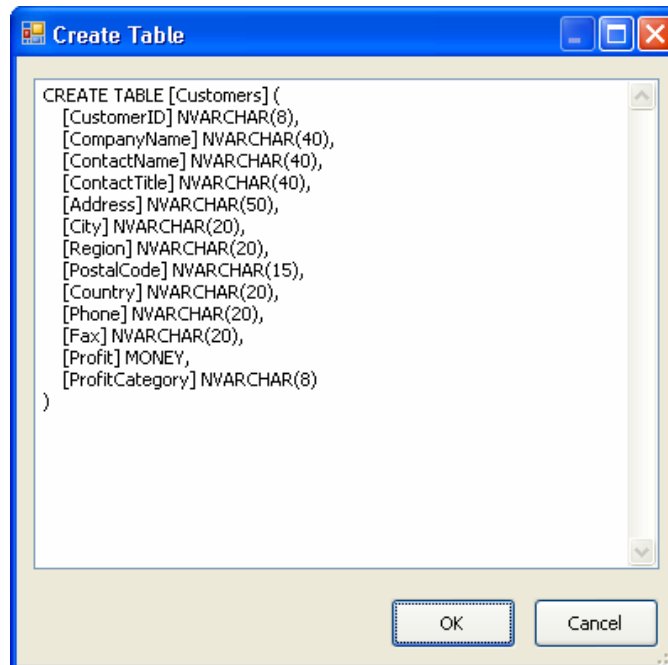 Create Table
CREATE TABLE [Customers] (
[CustomerID] NVARCHAR(8),
[CompanyName] NVARCHAR(40),
[ContactName] NVARCHAR(40),
[ContactTitle] NVARCHAR(40),
[Address] NVARCHAR(50),
[City] NVARCHAR(20),
[Region] NVARCHAR(20),
[PostalCode] NVARCHAR(15),
[Country] NVARCHAR(20),
[Phone] NVARCHAR(20),
[Fax] NVARCHAR(20),
[Profit] MONEY,
[ProfitCategory] NVARCHAR(8)
)
OK
Cancel